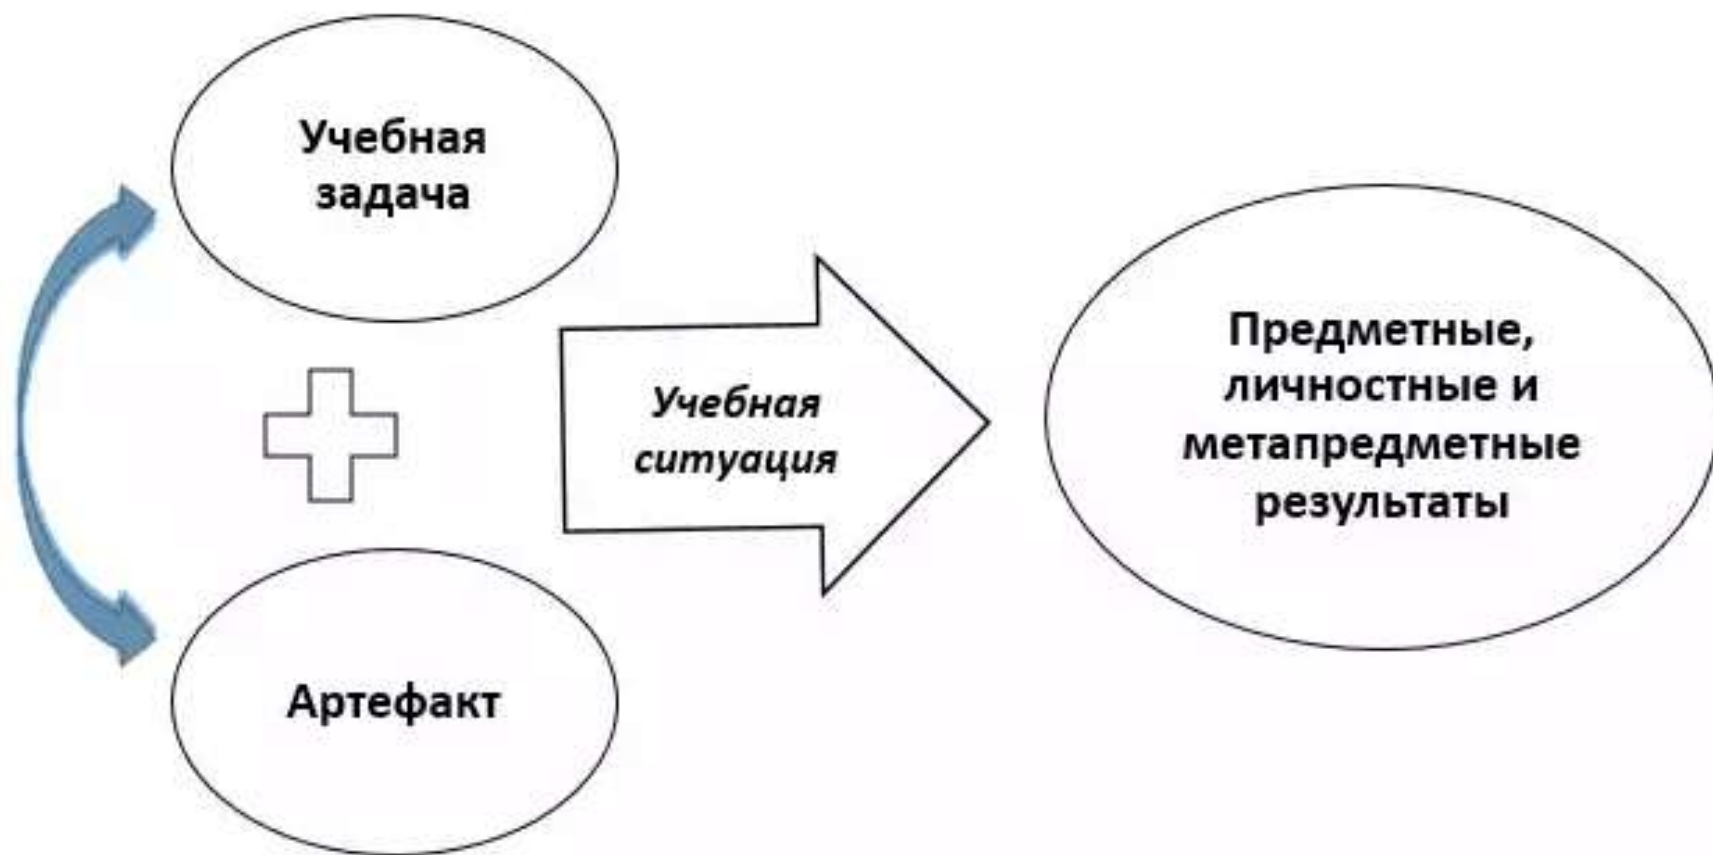 Учебная
задача
Учебная
ситуация
Артефакт
Предметные,
личностные и
метапредметные
результаты